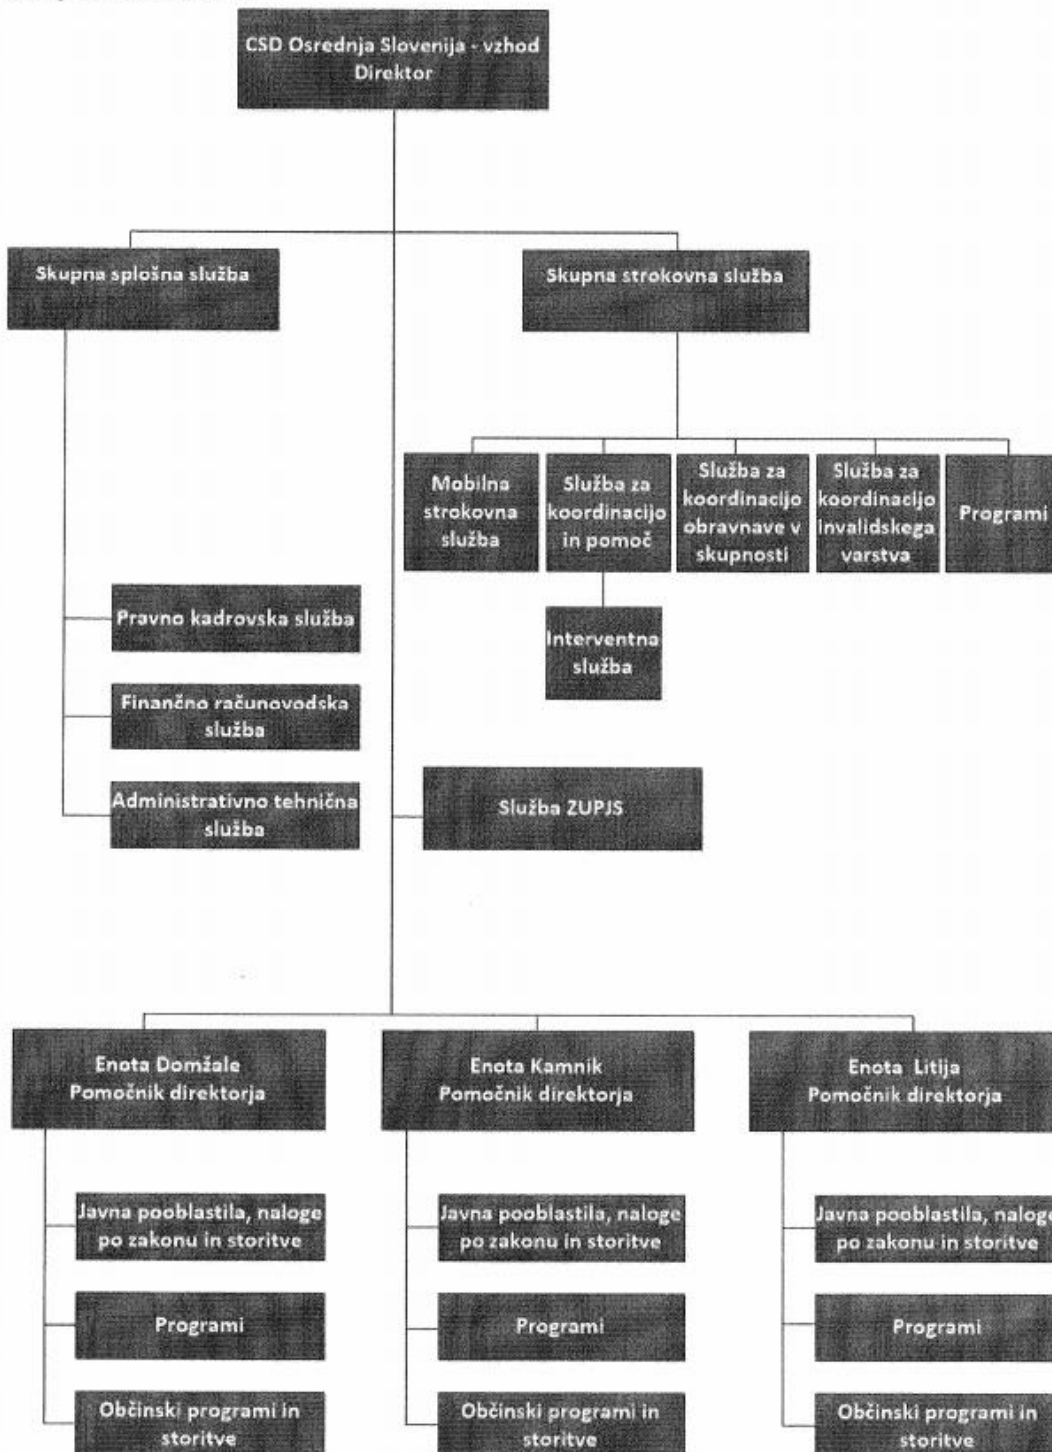 CSD Osrednja Slovenija - vzhod
Direktor
Skupna splošna služba
Skupna strokovna služba
Mobilna
strokovna
služba
Služba za
koordinacijo
in pomoč
Služba za
koordinacijo
obravnave v
skupnosti
Služba za
koordinacijo
invalidskega
varstva
Programi
Interventna
služba
Pravno kadrovska služba
Finančno računovodska
služba
Administrativno tehnična
služba
Služba ZUPJS
Enota Domžale
Pomočnik direktorja
Enota Kamnik
Pomočnik direktorja
Enota Litija
Pomočnik direktorja
Javna pooblastila, naloge
po zakonu in storitve
Programi
Občinski programi in
storitve
Javna pooblastila, naloge
po zakonu in storitve
Programi
Občinski programi in
storitve
Javna pooblastila, naloge
po zakonu in storitve
Programi
Občinski programi in
storitve